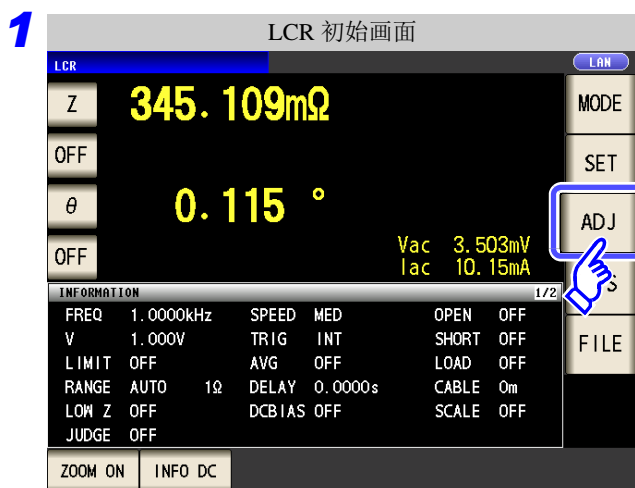 1
LCR 初始画面
LCR
LAN
Z 345.109mΩ
MODE
OFF
SET
θ 0.115 °
ADJ
OFF
Vac 3.503mV
Iac 10.15mA
S
INFORMATION 1/2
FREQ 1.0000kHz SPEED MED OPEN OFF
V 1.000V TRIG INT SHORT OFF
FILE
LIMIT OFF AVG OFF LOAD OFF
RANGE AUTO 1Ω DELAY 0.0000s CABLE 0m
LOW Z OFF DCBIAS OFF SCALE OFF
JUDGE OFF
ZOOM ON INFO DC